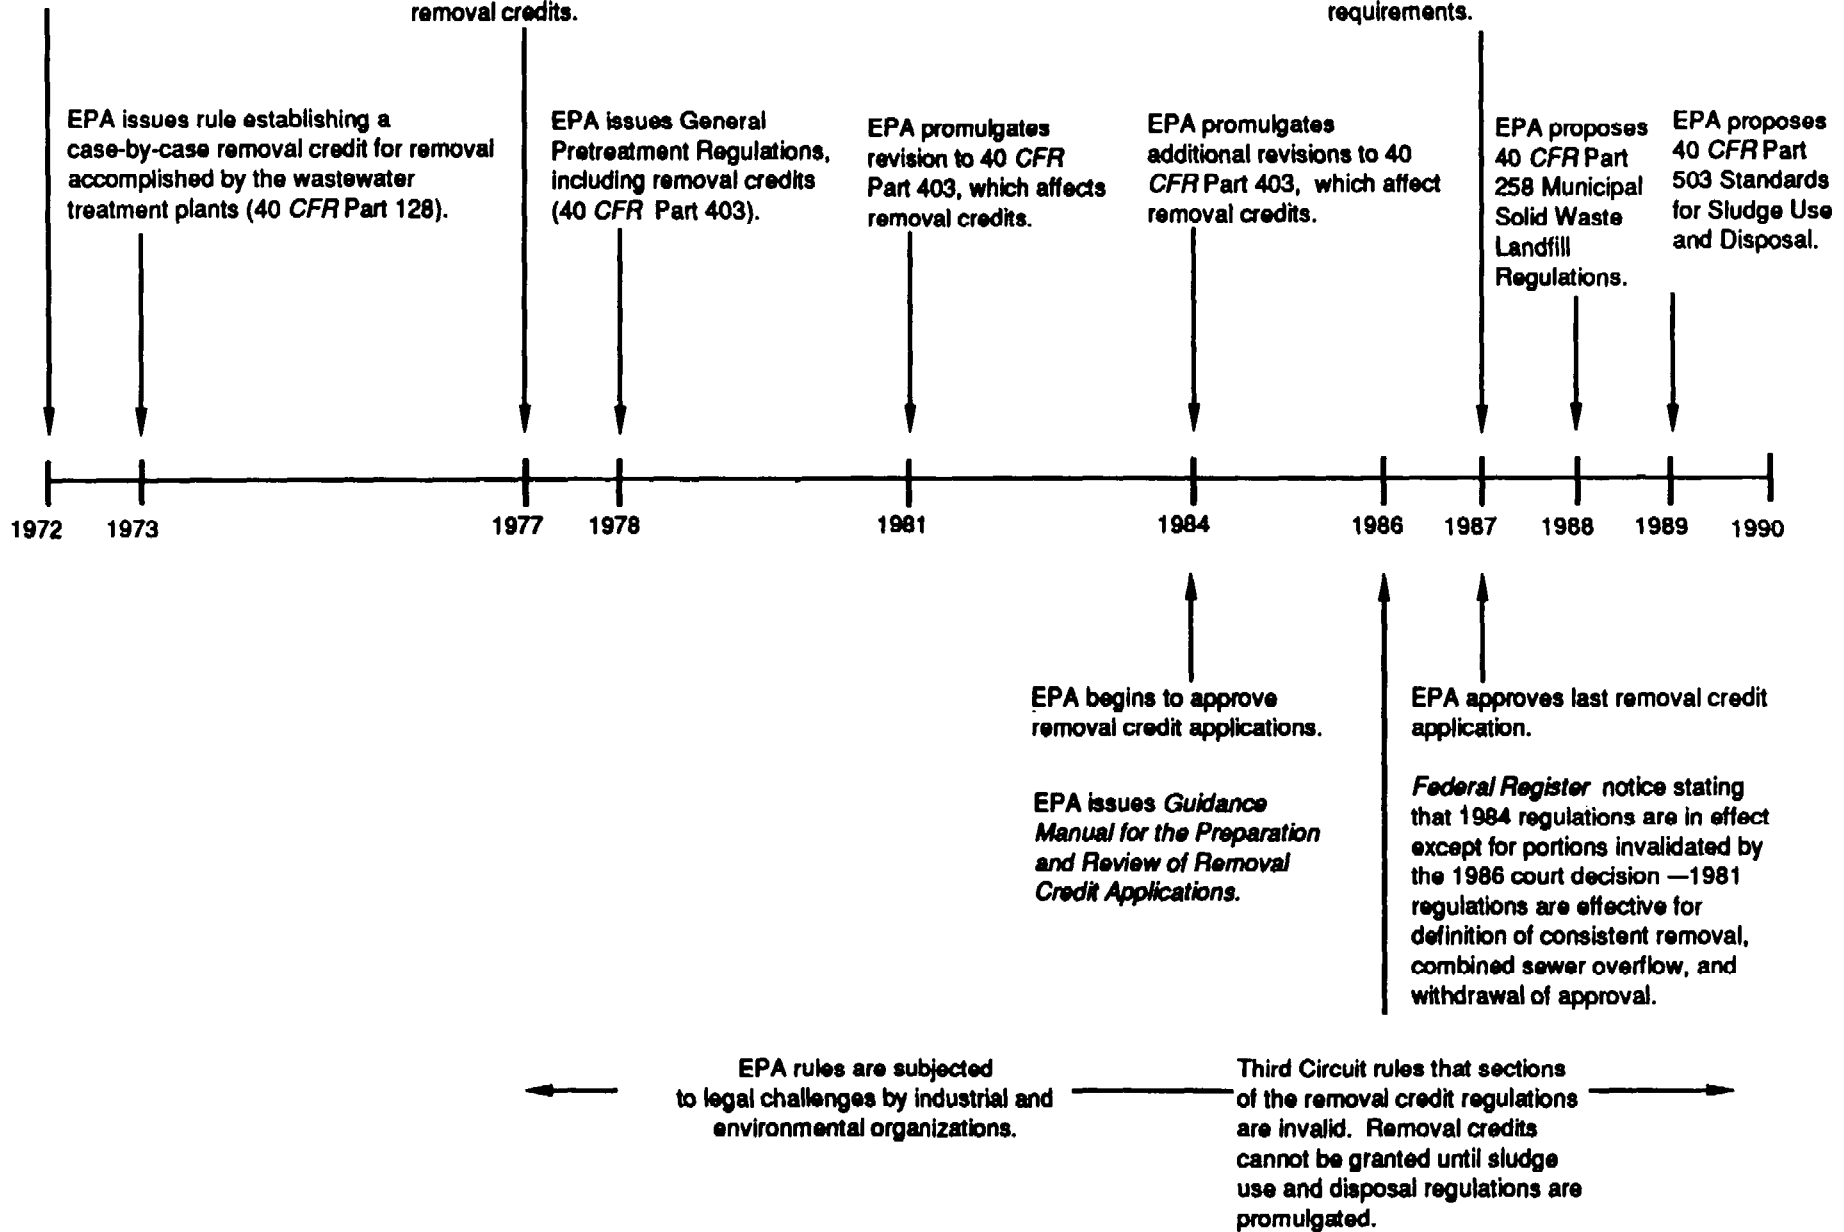 removal credits.
requirements.
EPA issues rule establishing a
case-by-case removal credit for removal
accomplished by the wastewater
treatment plants (40 CFR Part 128).
EPA issues General
Pretreatment Regulations,
including removal credits
(40 CFR Part 403).
EPA promulgates
revision to 40 CFR
Part 403, which affects
removal credits.
EPA promulgates
additional revisions to 40
CFR Part 403, which affect
removal credits.
EPA proposes
40 CFR Part
258 Municipal
Solid Waste
Landfill
Regulations.
EPA proposes
40 CFR Part
503 Standards
for Sludge Use
and Disposal.
1972 1973 1977 1978 1981 1984 1986 1987 1988 1989 1990
EPA begins to approve
removal credit applications.
EPA issues Guidance
Manual for the Preparation
and Review of Removal
Credit Applications.
EPA approves last removal credit
application.
Federal Register notice stating
that 1984 regulations are in effect
except for portions invalidated by
the 1986 court decision —1981
regulations are effective for
definition of consistent removal,
combined sewer overflow, and
withdrawal of approval.
EPA rules are subjected
to legal challenges by industrial and
environmental organizations.
Third Circuit rules that sections
of the removal credit regulations
are invalid. Removal credits
cannot be granted until sludge
use and disposal regulations are
promulgated.